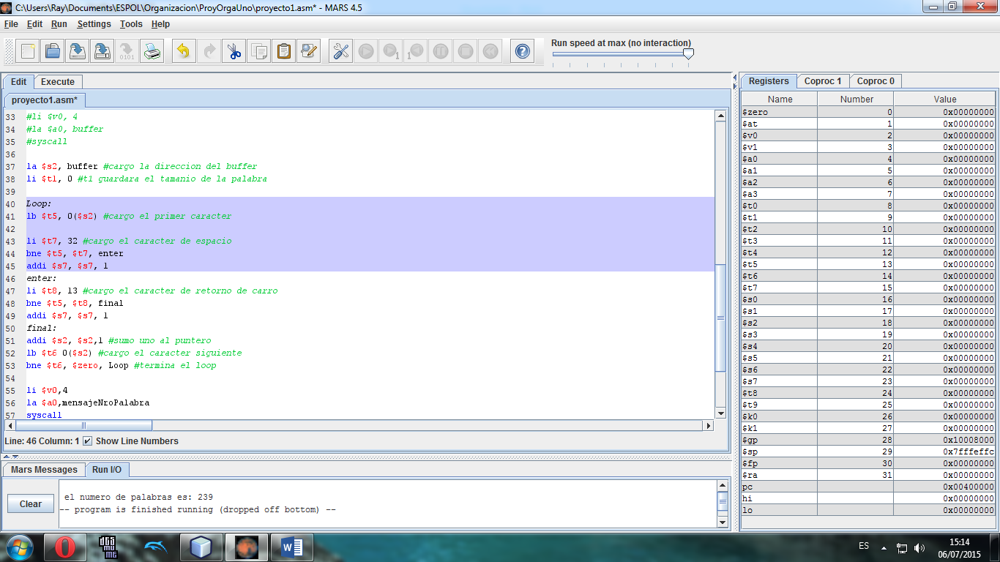 C:\Users\Ray\Documents\ESPOL\Organizacion\ProyOrgaUno\proyecto1.asm* - MARS 4.5
File Edit Run Settings Tools Help
Run speed at max (no interaction)
Edit Execute
proyecto1.asm*
33 #li $v0, 4
34 #la $a0, buffer
35 #syscall
36
37 la $s2, buffer #cargo la direccion del buffer
38 li $t1, 0 #t1 guardara el tamanio de la palabra
39
40 Loop:
41 lb $t5, 0($s2) #cargo el primer caracter
42
43 li $t7, 32 #cargo el caracter de espacio
44 bne $t5, $t7, enter
45 addi $s7, $s7, 1
46 enter:
47 li $t8, 13 #cargo el caracter de retorno de carro
48 bne $t5, $t8, final
49 addi $s7, $s7, 1
50 final:
51 addi $s2, $s2,1 #sumo uno al puntero
52 lb $t6 0($s2) #cargo el caracter siguiente
53 bne $t6, $zero, Loop #termina el loop
54
55 li $v0,4
56 la $a0,mensajeNroPalabra
57 syscall
Line: 46 Column: 1 Show Line Numbers
Mars Messages Run I/O
Clear
el numero de palabras es: 239
-- program is finished running (dropped off bottom) --
Registers Coproc 1 Coproc 0
Name Number Value
$zero 0 0x00000000
$at 1 0x00000000
$v0 2 0x00000000
$v1 3 0x00000000
$a0 4 0x00000000
$a1 5 0x00000000
$a2 6 0x00000000
$a3 7 0x00000000
$t0 8 0x00000000
$t1 9 0x00000000
$t2 10 0x00000000
$t3 11 0x00000000
$t4 12 0x00000000
$t5 13 0x00000000
$t6 14 0x00000000
$t7 15 0x00000000
$s0 16 0x00000000
$s1 17 0x00000000
$s2 18 0x00000000
$s3 19 0x00000000
$s4 20 0x00000000
$s5 21 0x00000000
$s6 22 0x00000000
$s7 23 0x00000000
$t8 24 0x00000000
$t9 25 0x00000000
$k0 26 0x00000000
$k1 27 0x00000000
$gp 28 0x10008000
$sp 29 0x7fffeffc
$fp 30 0x00000000
$ra 31 0x00000000
pc 0x00400000
hi 0x00000000
lo 0x00000000
ES
15:14
06/07/2015